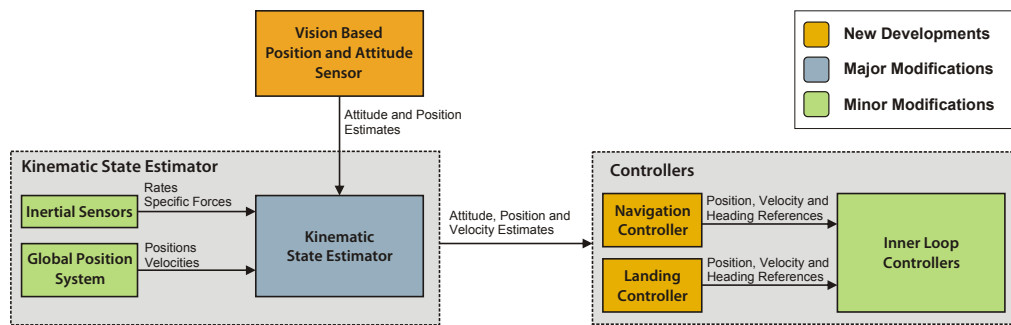 Vision Based
Position and Attitude
Sensor
New Developments
Major Modifications
Minor Modifications
Attitude and Position
Estimates
Kinematic State Estimator
Inertial Sensors
Rates
Specific Forces
Global Position
System
Positions
Velocities
Kinematic
State Estimator
Attitude, Position and
Velocity Estimates
Controllers
Navigation
Controller
Position, Velocity and
Heading References
Landing
Controller
Position, Velocity and
Heading References
Inner Loop
Controllers